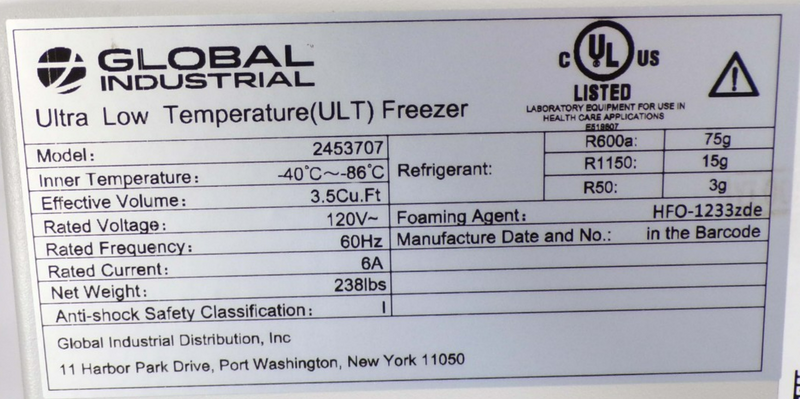 GLOBAL
INDUSTRIAL
C UL US
LISTED
LABORATORY EQUIPMENT FOR USE IN
HEALTH CARE APPLICATIONS
E519507
Ultra Low Temperature(ULT) Freezer
Model: 2453707
Inner Temperature: -40°C~-86°C
Effective Volume: 3.5Cu.Ft
Rated Voltage: 120V~
Rated Frequency: 60Hz
Rated Current: 6A
Net Weight: 238lbs
Anti-shock Safety Classification: I
Refrigerant:
R600a: 75g
R1150: 15g
R50: 3g
Foaming Agent: HFO-1233zde
Manufacture Date and No.: in the Barcode
Global Industrial Distribution, Inc
11 Harbor Park Drive, Port Washington, New York 11050